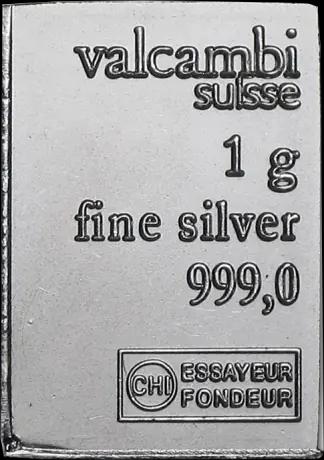 valcambi
suisse
1 g
fine silver
999,0
CHI ESSAYEUR
FONDEUR